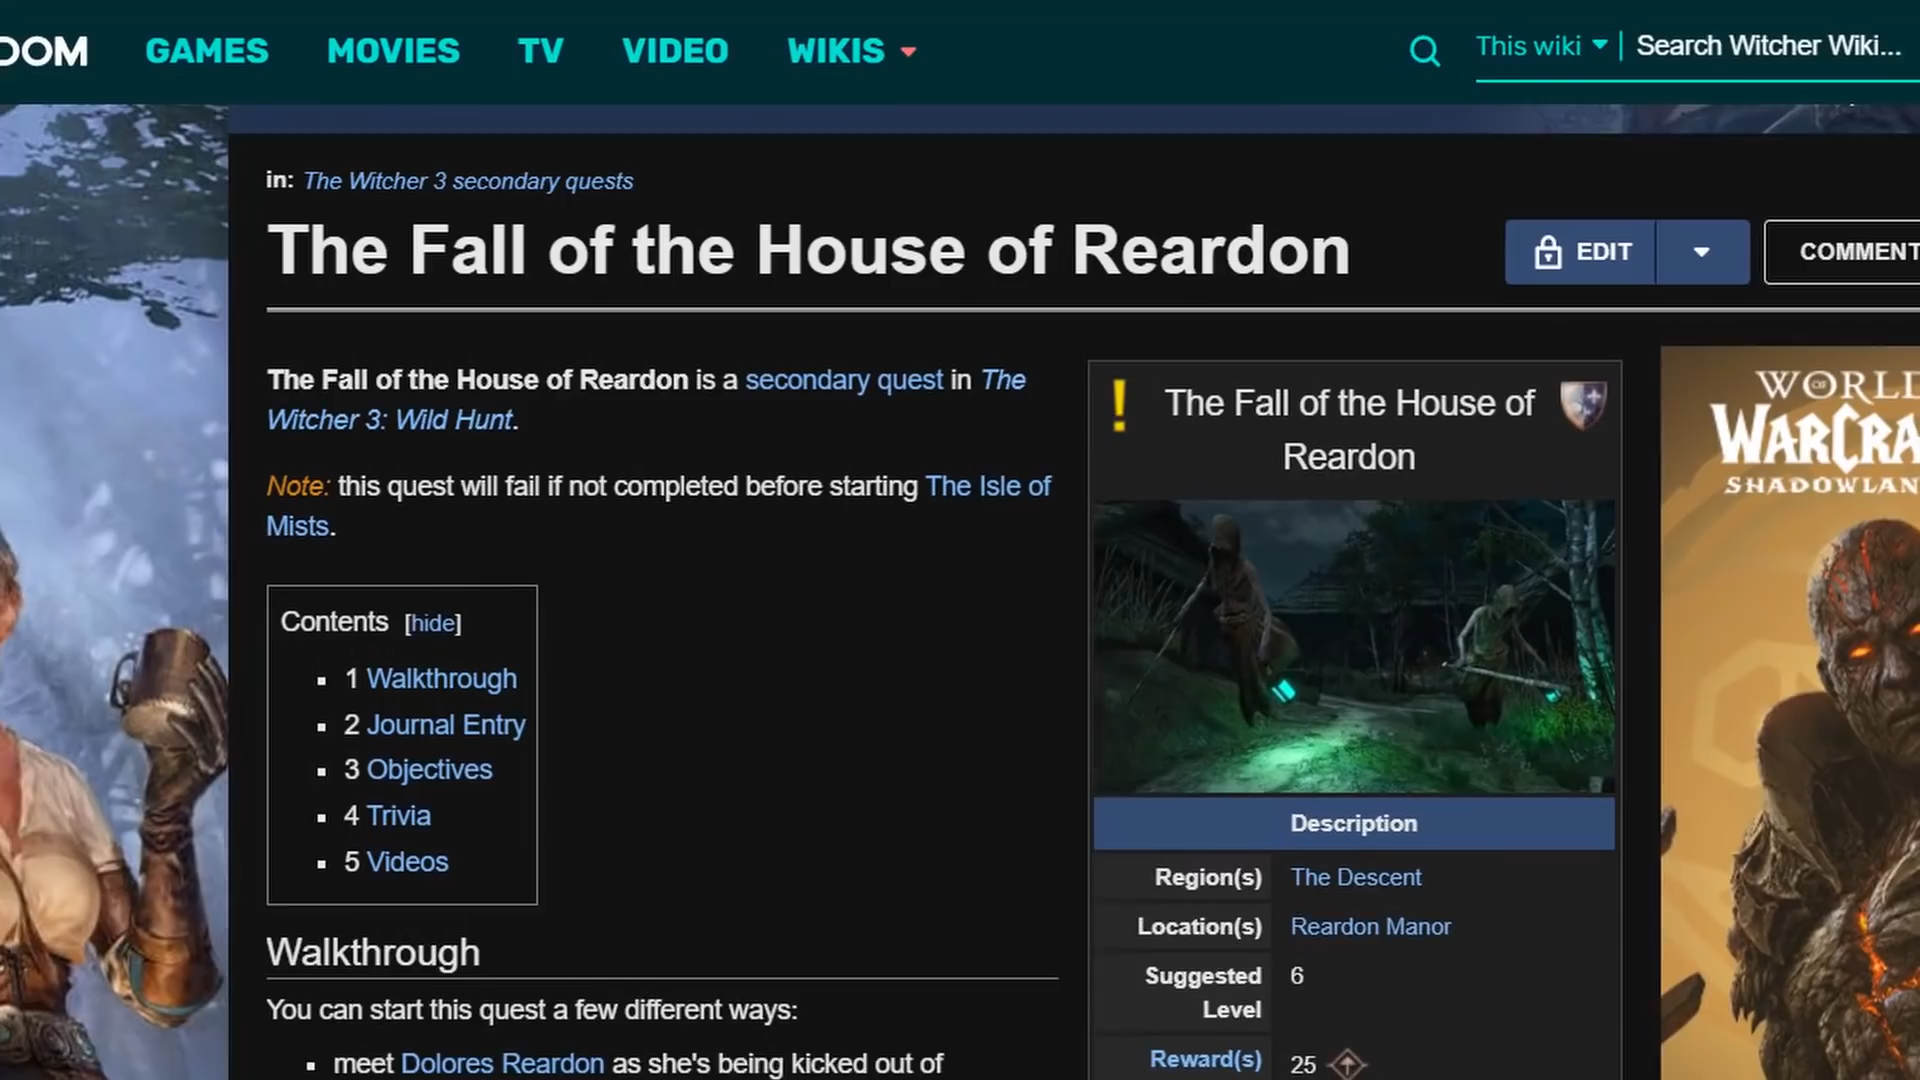 DOM GAMES MOVIES TV VIDEO WIKIS This wiki Search Witcher Wiki...
in: The Witcher 3 secondary quests
The Fall of the House of Reardon
EDIT
COMMENT
The Fall of the House of Reardon is a secondary quest in The
Witcher 3: Wild Hunt.
Note: this quest will fail if not completed before starting The Isle of
Mists.
Contents [hide]
1 Walkthrough
2 Journal Entry
3 Objectives
4 Trivia
5 Videos
Walkthrough
You can start this quest a few different ways:
meet Dolores Reardon as she's being kicked out of
! The Fall of the House of
Reardon
Description
Region(s) The Descent
Location(s) Reardon Manor
Suggested 6
Level
Reward(s) 25
WORLD
OF
WARCRA
SHADOWLAN